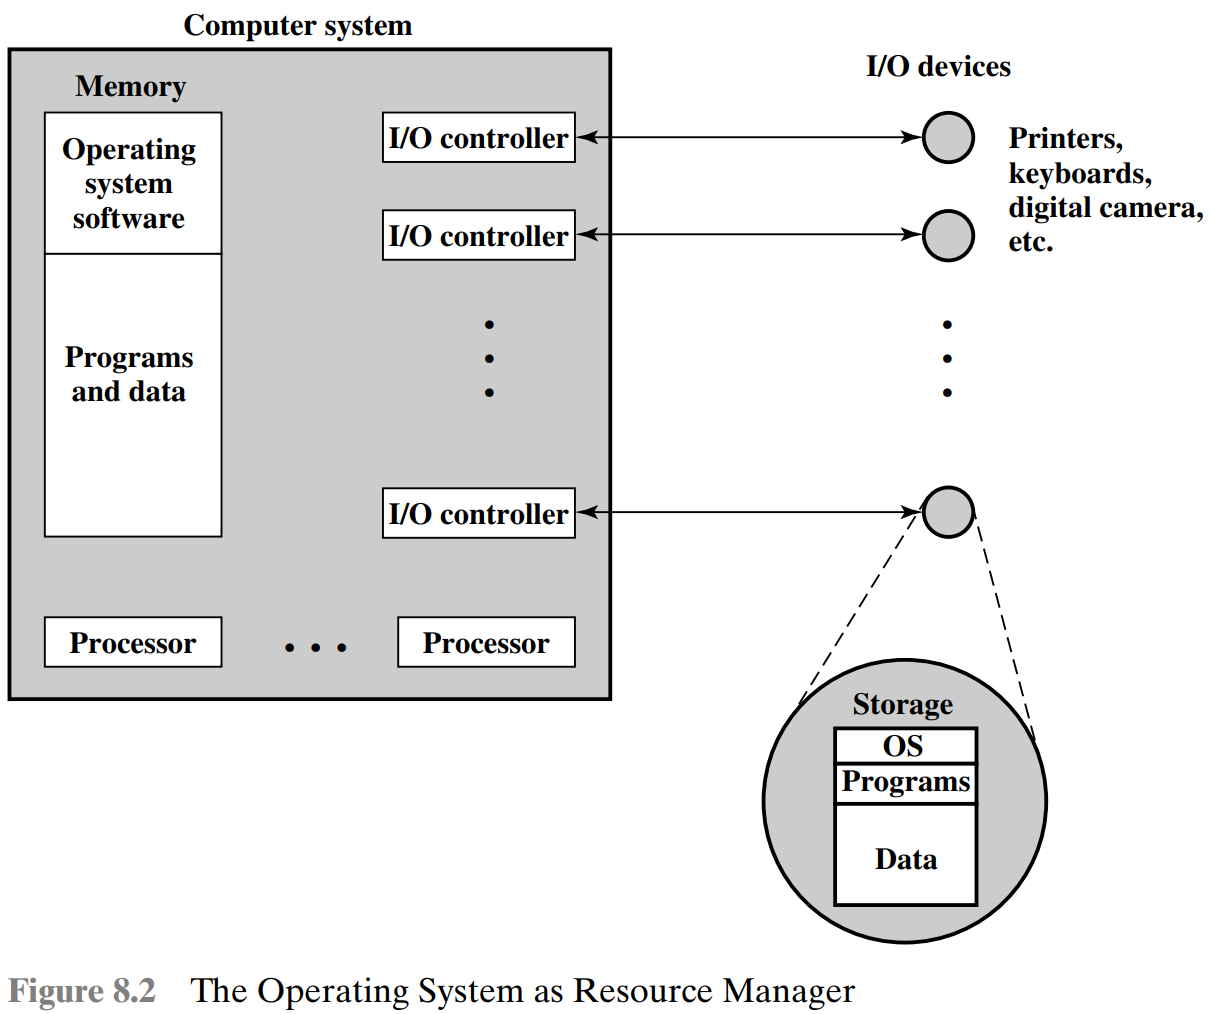 Computer system
Memory
Operating
system
software
Programs
and data
I/O controller
I/O controller
I/O controller
Processor
Processor
I/O devices
Printers,
keyboards,
digital camera,
etc.
Storage
OS
Programs
Data
Figure 8.2 The Operating System as Resource Manager